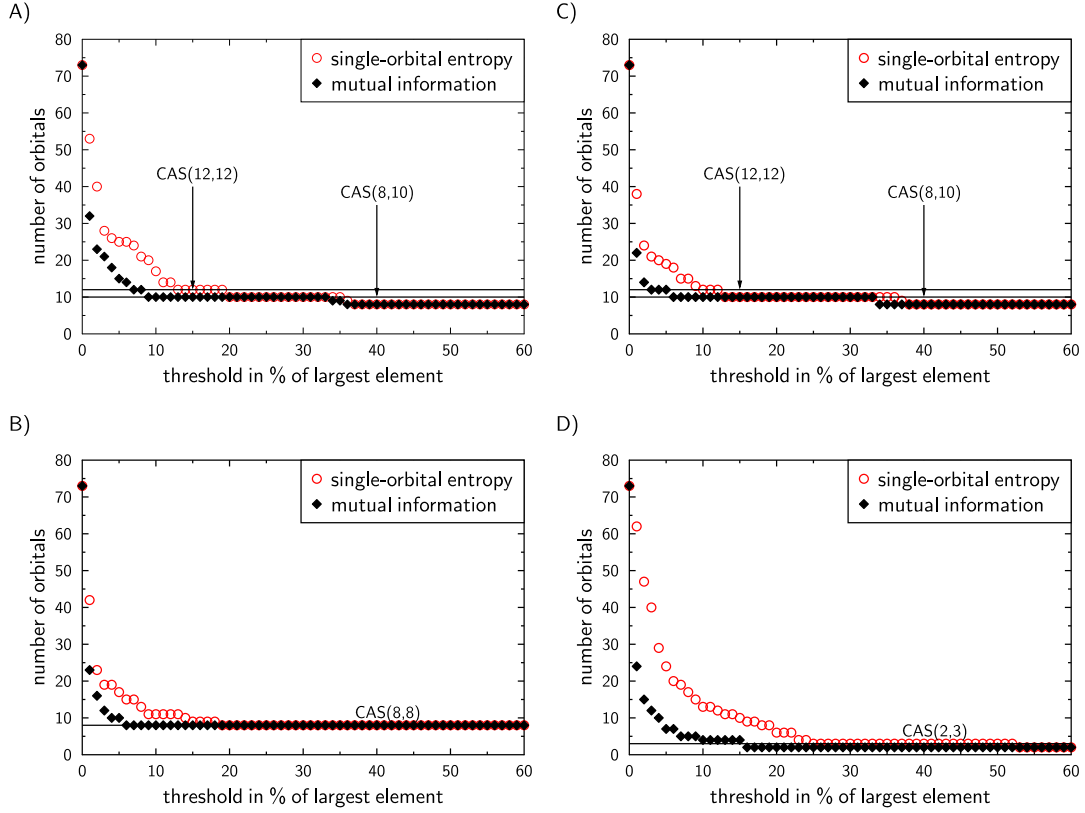 A)
80
70
60
50
40
30
20
10
0
0 10 20 30 40 50 60
number of orbitals
threshold in % of largest element
single-orbital entropy
mutual information
CAS(12,12)
CAS(8,10)
C)
80
70
60
50
40
30
20
10
0
0 10 20 30 40 50 60
number of orbitals
threshold in % of largest element
single-orbital entropy
mutual information
CAS(12,12)
CAS(8,10)
B)
80
70
60
50
40
30
20
10
0
0 10 20 30 40 50 60
number of orbitals
threshold in % of largest element
single-orbital entropy
mutual information
CAS(8,8)
D)
80
70
60
50
40
30
20
10
0
0 10 20 30 40 50 60
number of orbitals
threshold in % of largest element
single-orbital entropy
mutual information
CAS(2,3)